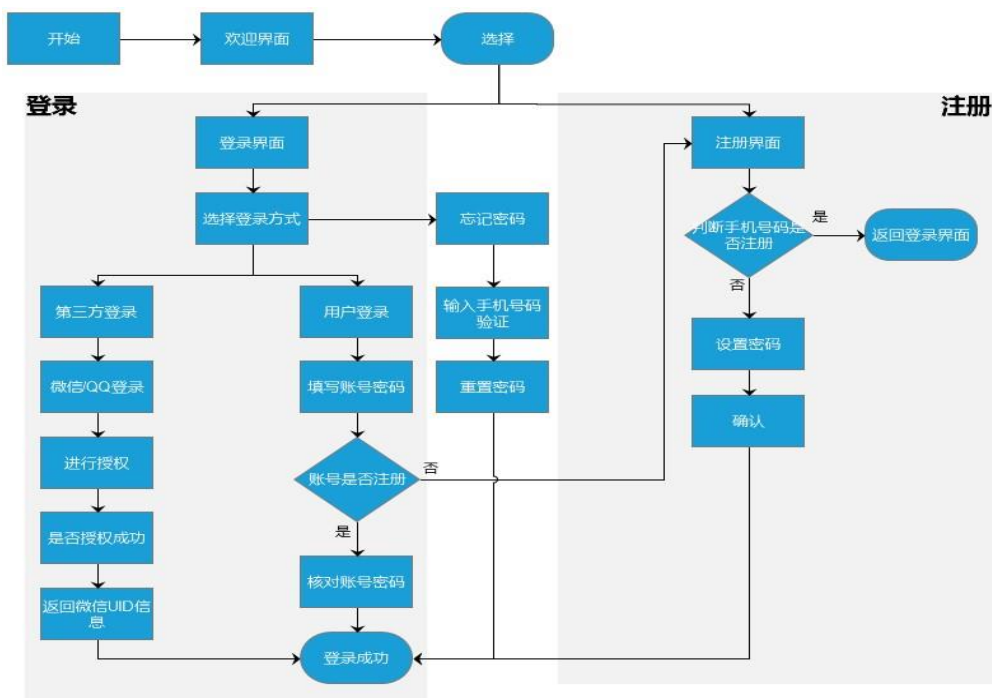 开始
欢迎界面
选择
登录
注册
登录界面
注册界面
选择登录方式
忘记密码
判断手机号码是
否注册
是
返回登录界面
否
第三方登录
用户登录
输入手机号码
验证
设置密码
微信/QQ登录
填写账号密码
重置密码
确认
进行授权
账号是否注册
否
是
是否授权成功
核对账号密码
返回微信UID信
息
登录成功